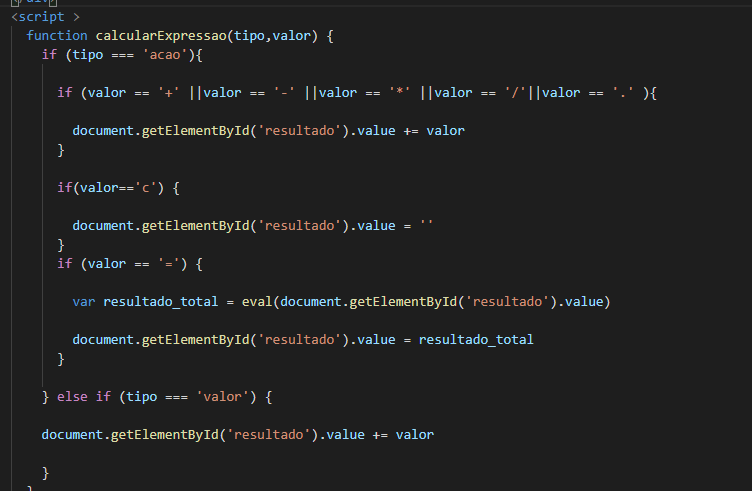 <script >
function calcularExpressao(tipo,valor) {
if (tipo === 'acao'){
if (valor == '+' ||valor == '-' ||valor == '*' ||valor == '/'||valor == '.' ){
document.getElementById('resultado').value += valor
}
if(valor=='c') {
document.getElementById('resultado').value = ''
}
if (valor == '=') {
var resultado_total = eval(document.getElementById('resultado').value)
document.getElementById('resultado').value = resultado_total
}
} else if (tipo === 'valor') {
document.getElementById('resultado').value += valor
}